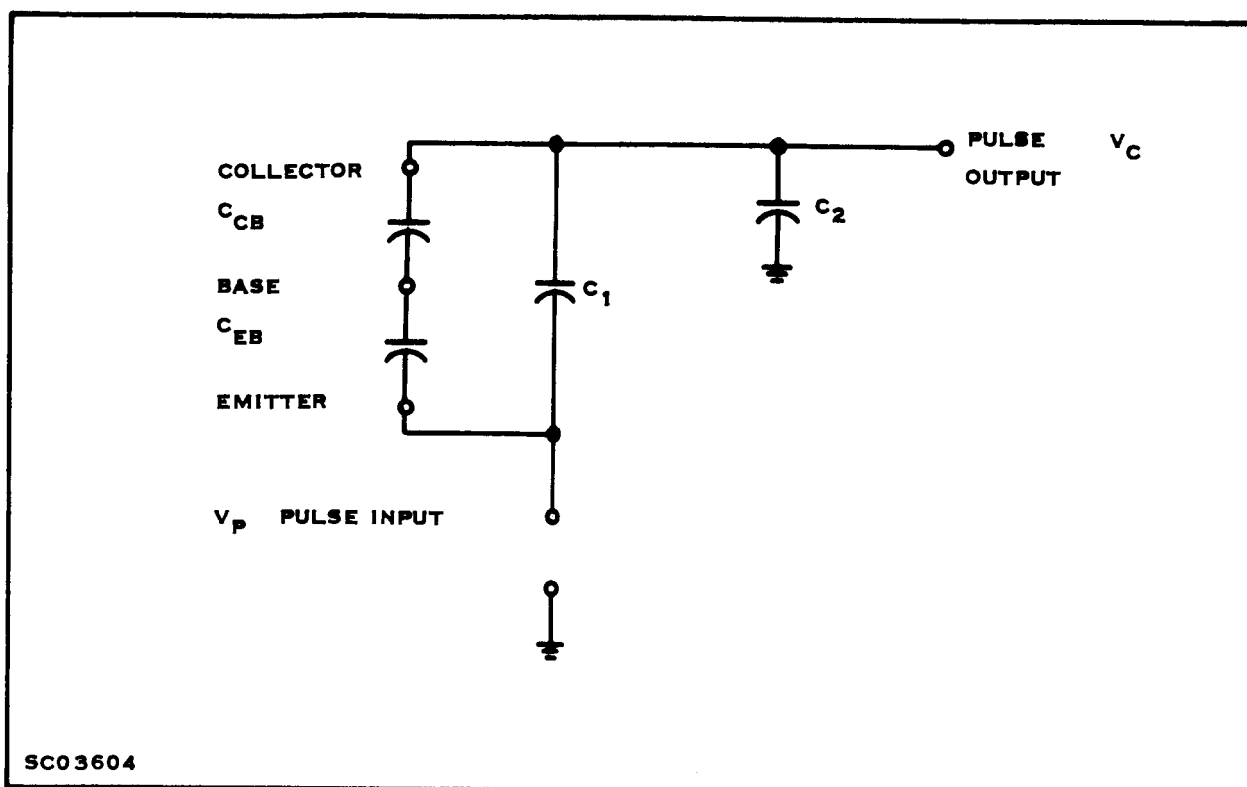 PULSE V_C
OUTPUT
COLLECTOR
C_CB
C_2
BASE
C_1
C_EB
EMITTER
V_P PULSE INPUT
SC03604